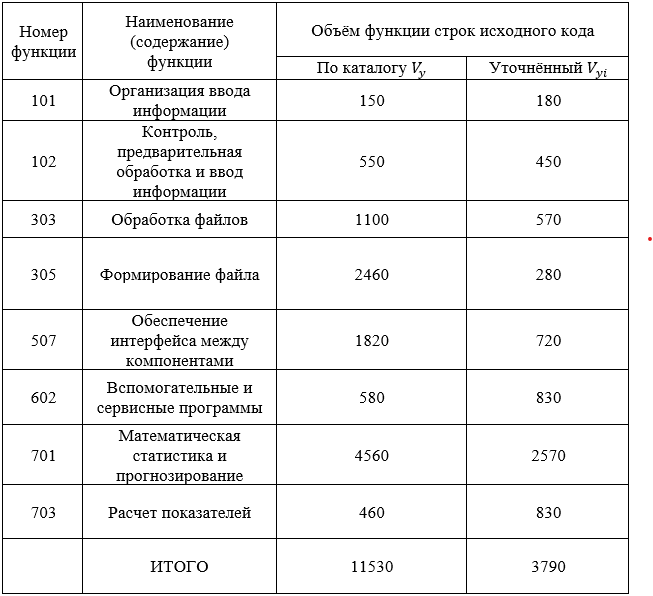 Номер функции
Наименование (содержание) функции
Объём функции строк исходного кода
По каталогу Vy
Уточнённый Vyi
101
Организация ввода информации
150
180
102
Контроль, предварительная обработка и ввод информации
550
450
303
Обработка файлов
1100
570
305
Формирование файла
2460
280
507
Обеспечение интерфейса между компонентами
1820
720
602
Вспомогательные и сервисные программы
580
830
701
Математическая статистика и прогнозирование
4560
2570
703
Расчет показателей
460
830
ИТОГО
11530
3790